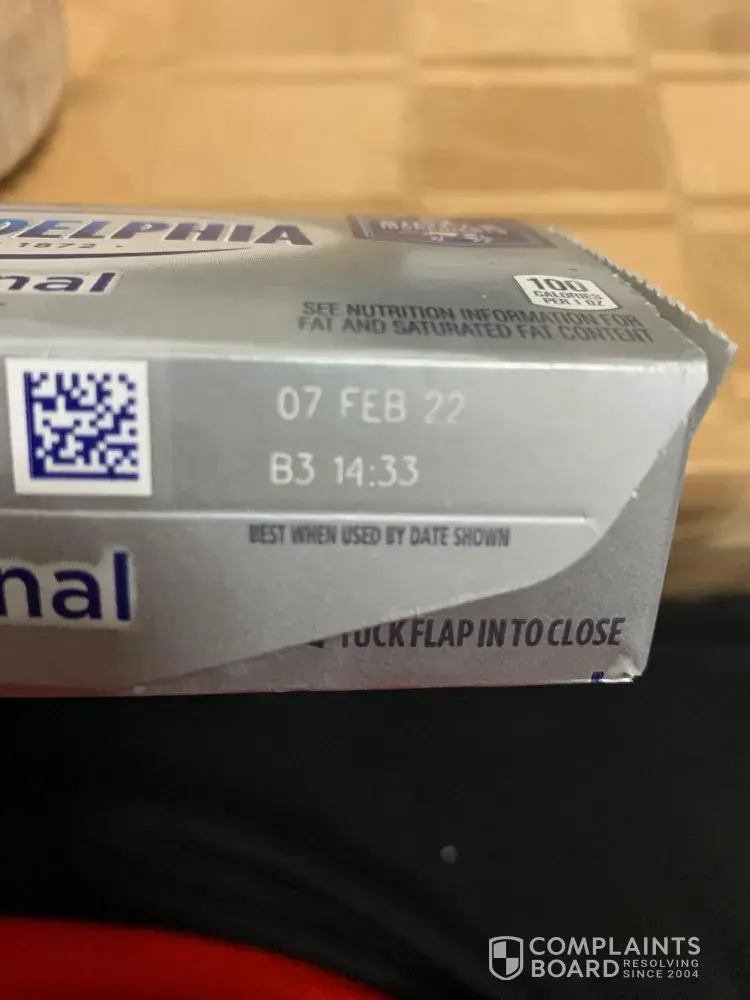 DELPHIA
1872
nal
100
CALORIES
PER 1 OZ
SEE NUTRITION INFORMATION FOR
FAT AND SATURATED FAT CONTENT
07 FEB 22
B3 14:33
BEST WHEN USED BY DATE SHOWN
nal
TUCK FLAP IN TO CLOSE
COMPLAINTS
BOARD RESOLVING
SINCE 2004